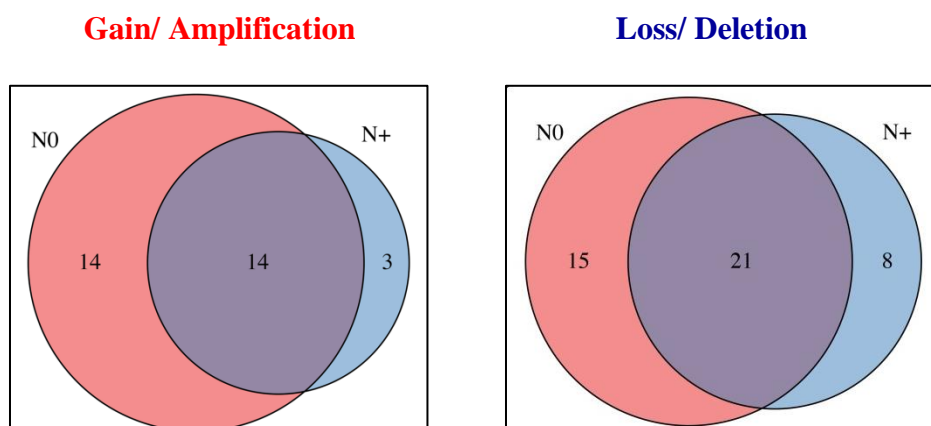 Gain/ Amplification
Loss/ Deletion
N0
N+
14
14
3
N0
N+
15
21
8